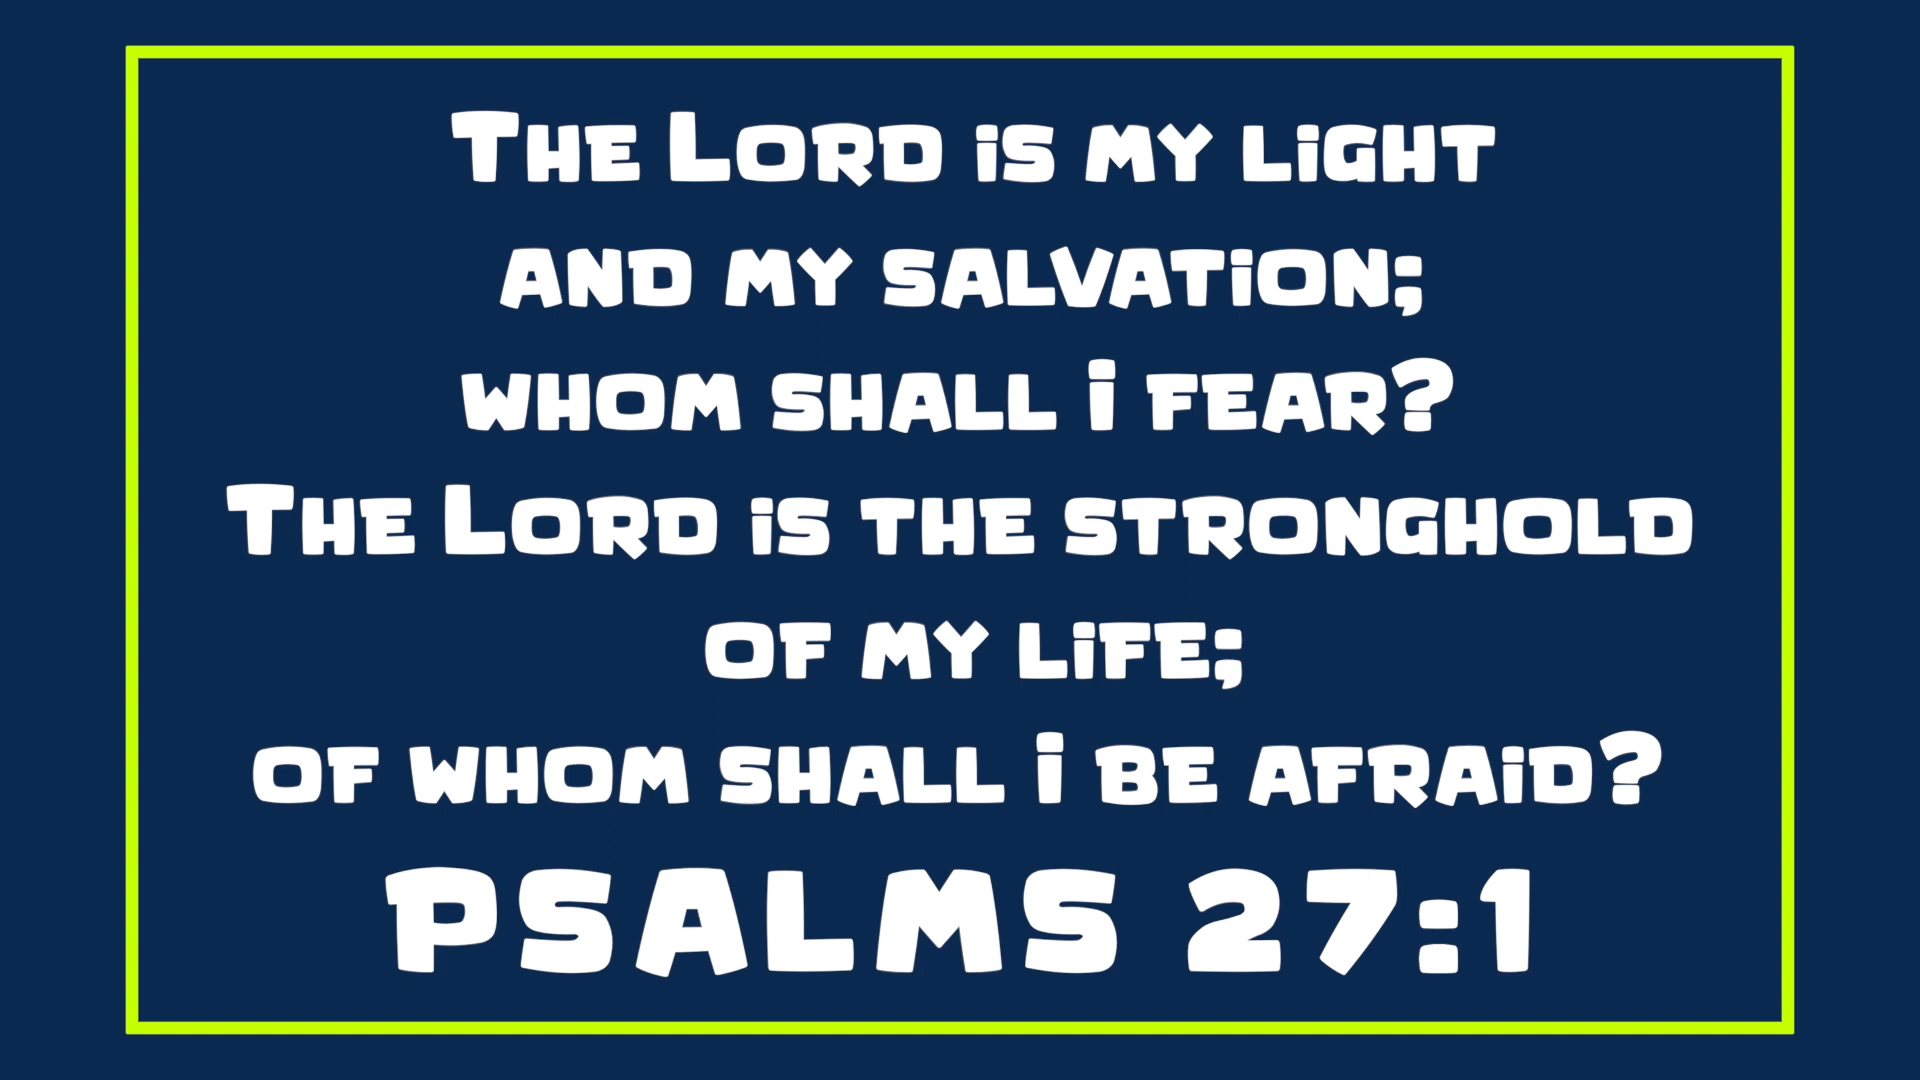 The Lord is my light
and my salvation;
whom shall I fear?
The Lord is the stronghold
of my life;
of whom shall I be afraid?
PSALMS 27:1